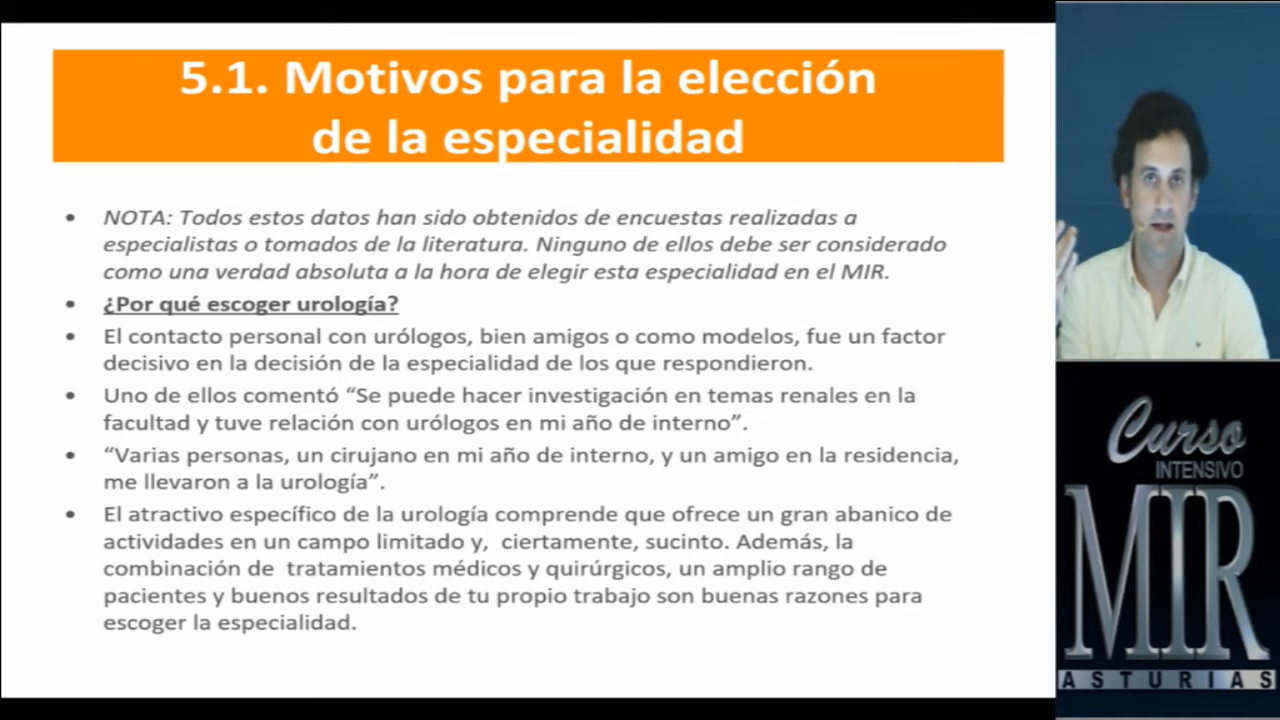 5.1. Motivos para la elección
de la especialidad
• NOTA: Todos estos datos han sido obtenidos de encuestas realizadas a
especialistas o tomados de la literatura. Ninguno de ellos debe ser considerado
como una verdad absoluta a la hora de elegir esta especialidad en el MIR.
• ¿Por qué escoger urología?
• El contacto personal con urólogos, bien amigos o como modelos, fue un factor
decisivo en la decisión de la especialidad de los que respondieron.
• Uno de ellos comentó “Se puede hacer investigación en temas renales en la
facultad y tuve relación con urólogos en mi año de interno”.
• “Varias personas, un cirujano en mi año de interno, y un amigo en la residencia,
me llevaron a la urología”.
• El atractivo específico de la urología comprende que ofrece un gran abanico de
actividades en un campo limitado y, ciertamente, sucinto. Además, la
combinación de tratamientos médicos y quirúrgicos, un amplio rango de
pacientes y buenos resultados de tu propio trabajo son buenas razones para
escoger la especialidad.
Curso
INTENSIVO
MIR
ASTURIAS